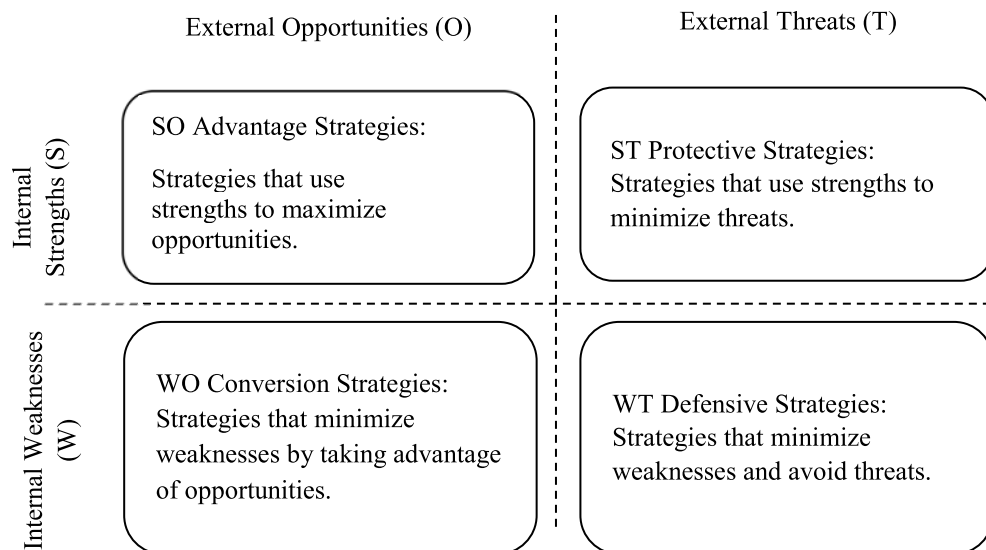 External Opportunities (O)
External Threats (T)
Internal
Strengths (S)
SO Advantage Strategies:
Strategies that use
strengths to maximize
opportunities.
ST Protective Strategies:
Strategies that use strengths to
minimize threats.
Internal Weaknesses
(W)
WO Conversion Strategies:
Strategies that minimize
weaknesses by taking advantage
of opportunities.
WT Defensive Strategies:
Strategies that minimize
weaknesses and avoid threats.